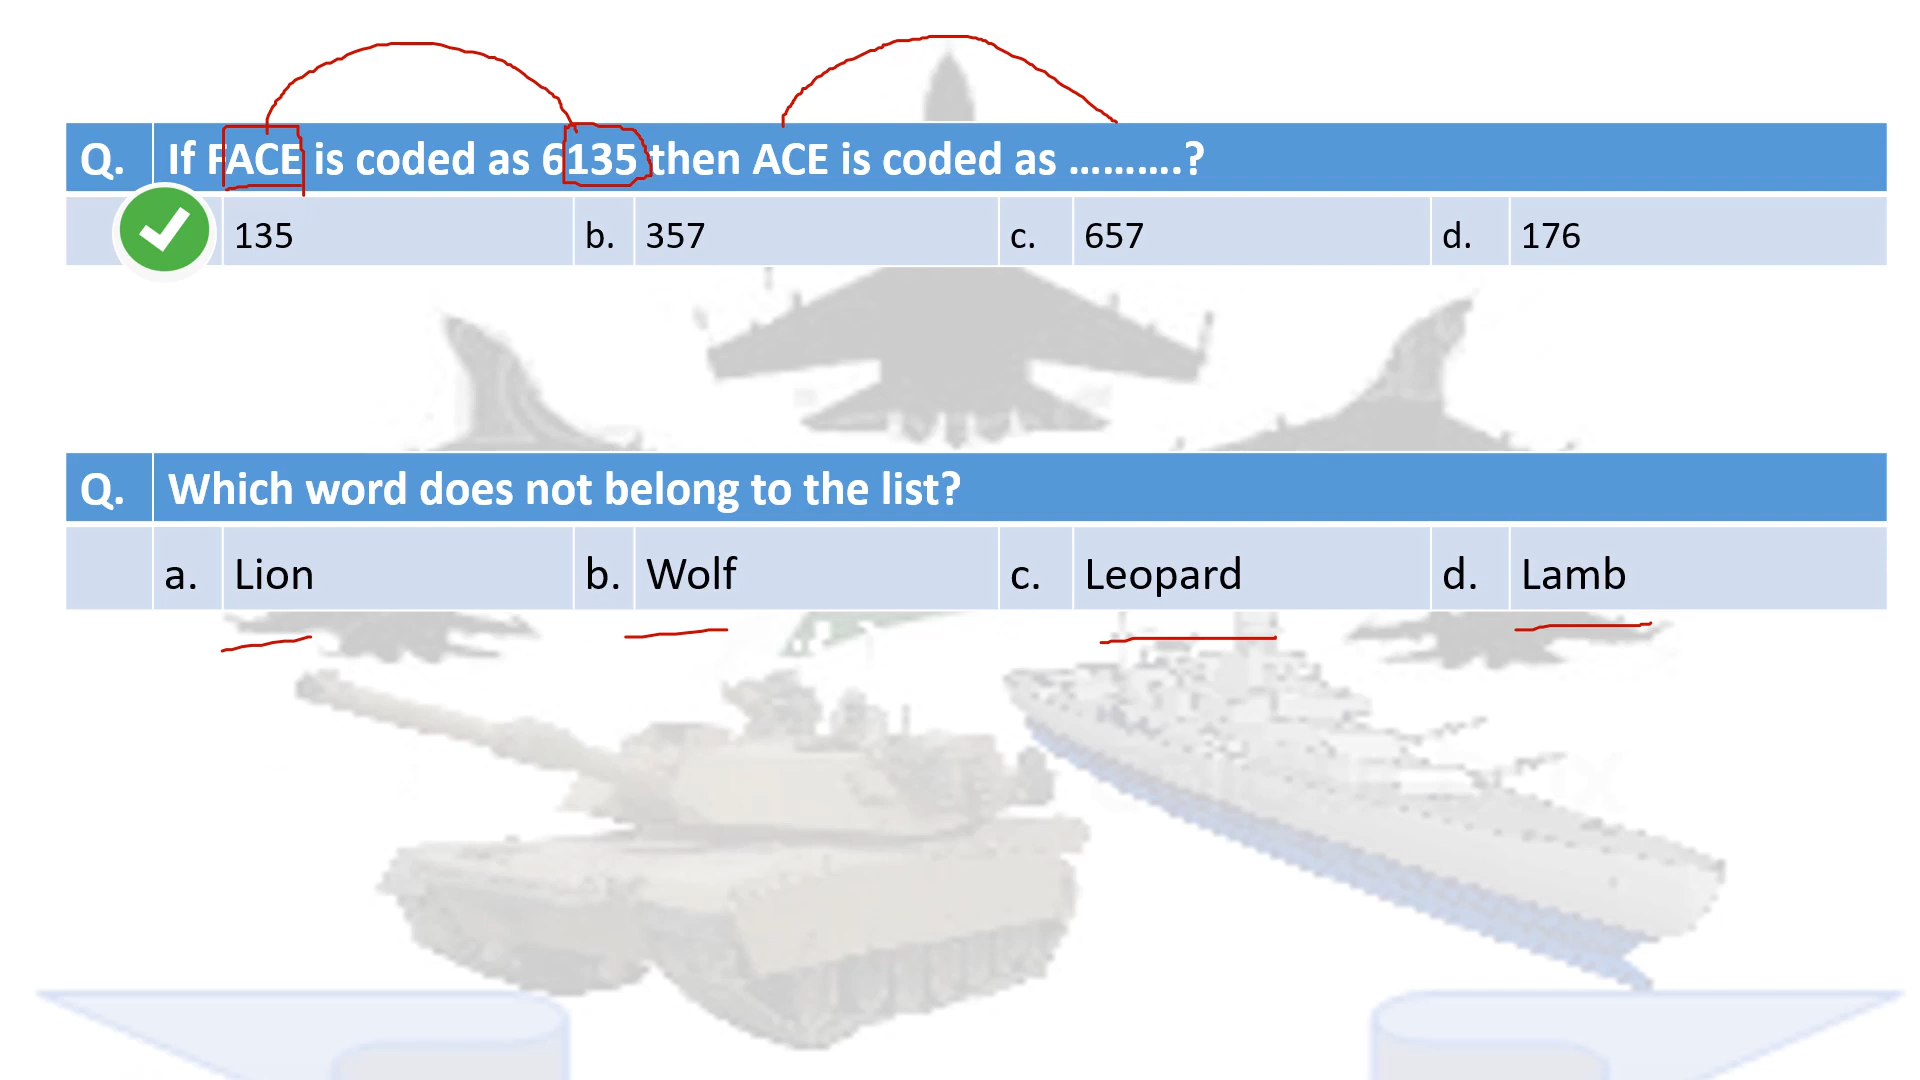 Q. If FACE is coded as 6135 then ACE is coded as ……….?
135 b. 357 c. 657 d. 176
Q. Which word does not belong to the list?
a. Lion b. Wolf c. Leopard d. Lamb